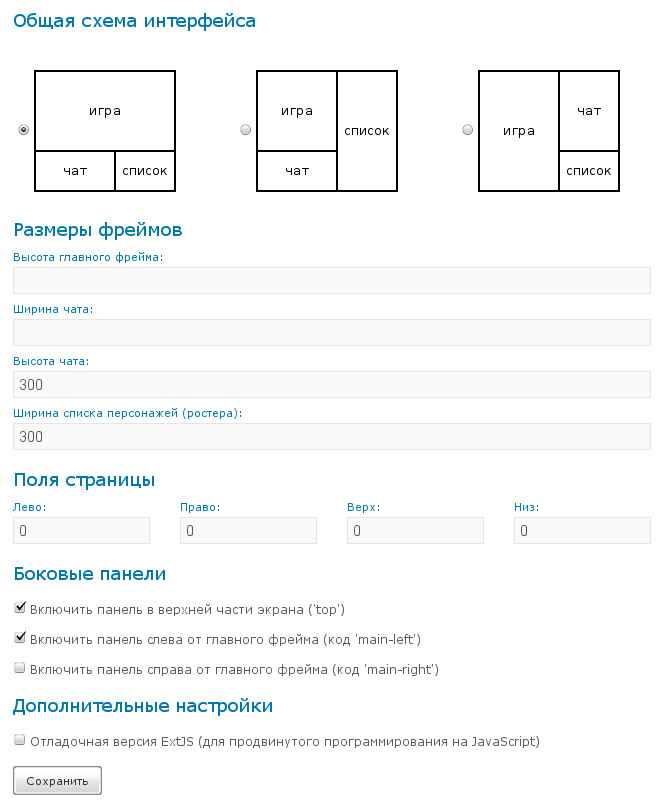 Общая схема интерфейса
игра
чат
список
игра
список
чат
игра
чат
список
Размеры фреймов
Высота главного фрейма:
Ширина чата:
Высота чата:
300
Ширина списка персонажей (ростера):
300
Поля страницы
Лево: Право: Верх: Низ:
0 0 0 0
Боковые панели
Включить панель в верхней части экрана ('top')
Включить панель слева от главного фрейма (код 'main-left')
Включить панель справа от главного фрейма (код 'main-right')
Дополнительные настройки
Отладочная версия ExtJS (для продвинутого программирования на JavaScript)
Сохранить